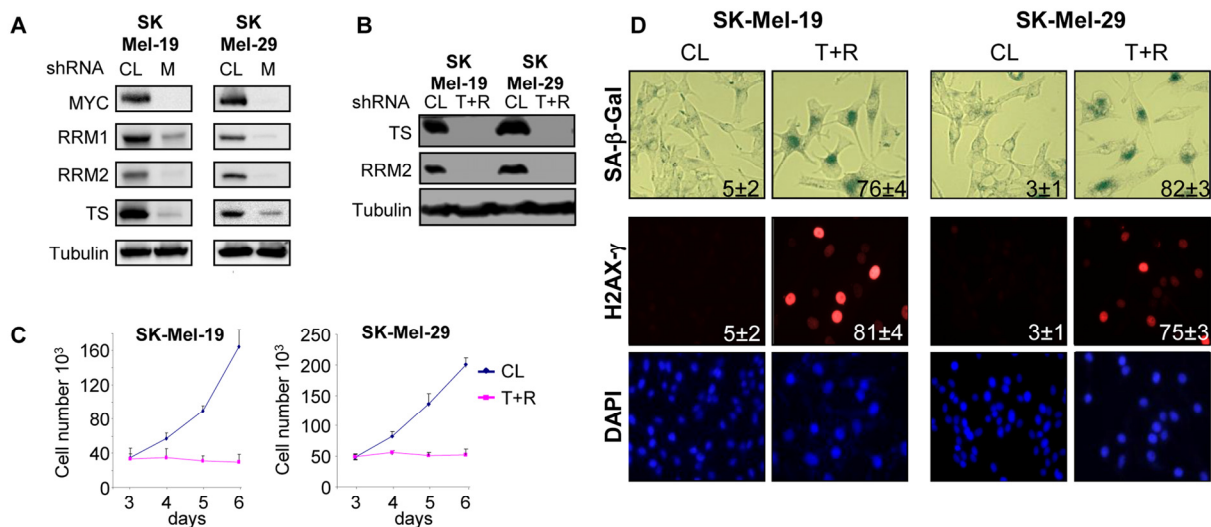 A
SK
Mel-19
SK
Mel-29
shRNA CL M CL M
MYC
RRM1
RRM2
TS
Tubulin
B
SK
Mel-19
SK
Mel-29
shRNA CL T+R CL T+R
TS
RRM2
Tubulin
C
SK-Mel-19
Cell number 10³
160
120
80
40
0
3 4 5 6
days
SK-Mel-29
Cell number 10³
250
200
150
100
50
0
3 4 5 6
days
CL
T+R
D
SK-Mel-19 SK-Mel-29
CL T+R CL T+R
SA-β-Gal
5±2 76±4 3±1 82±3
H2AX-γ
5±2 81±4 3±1 75±3
DAPI